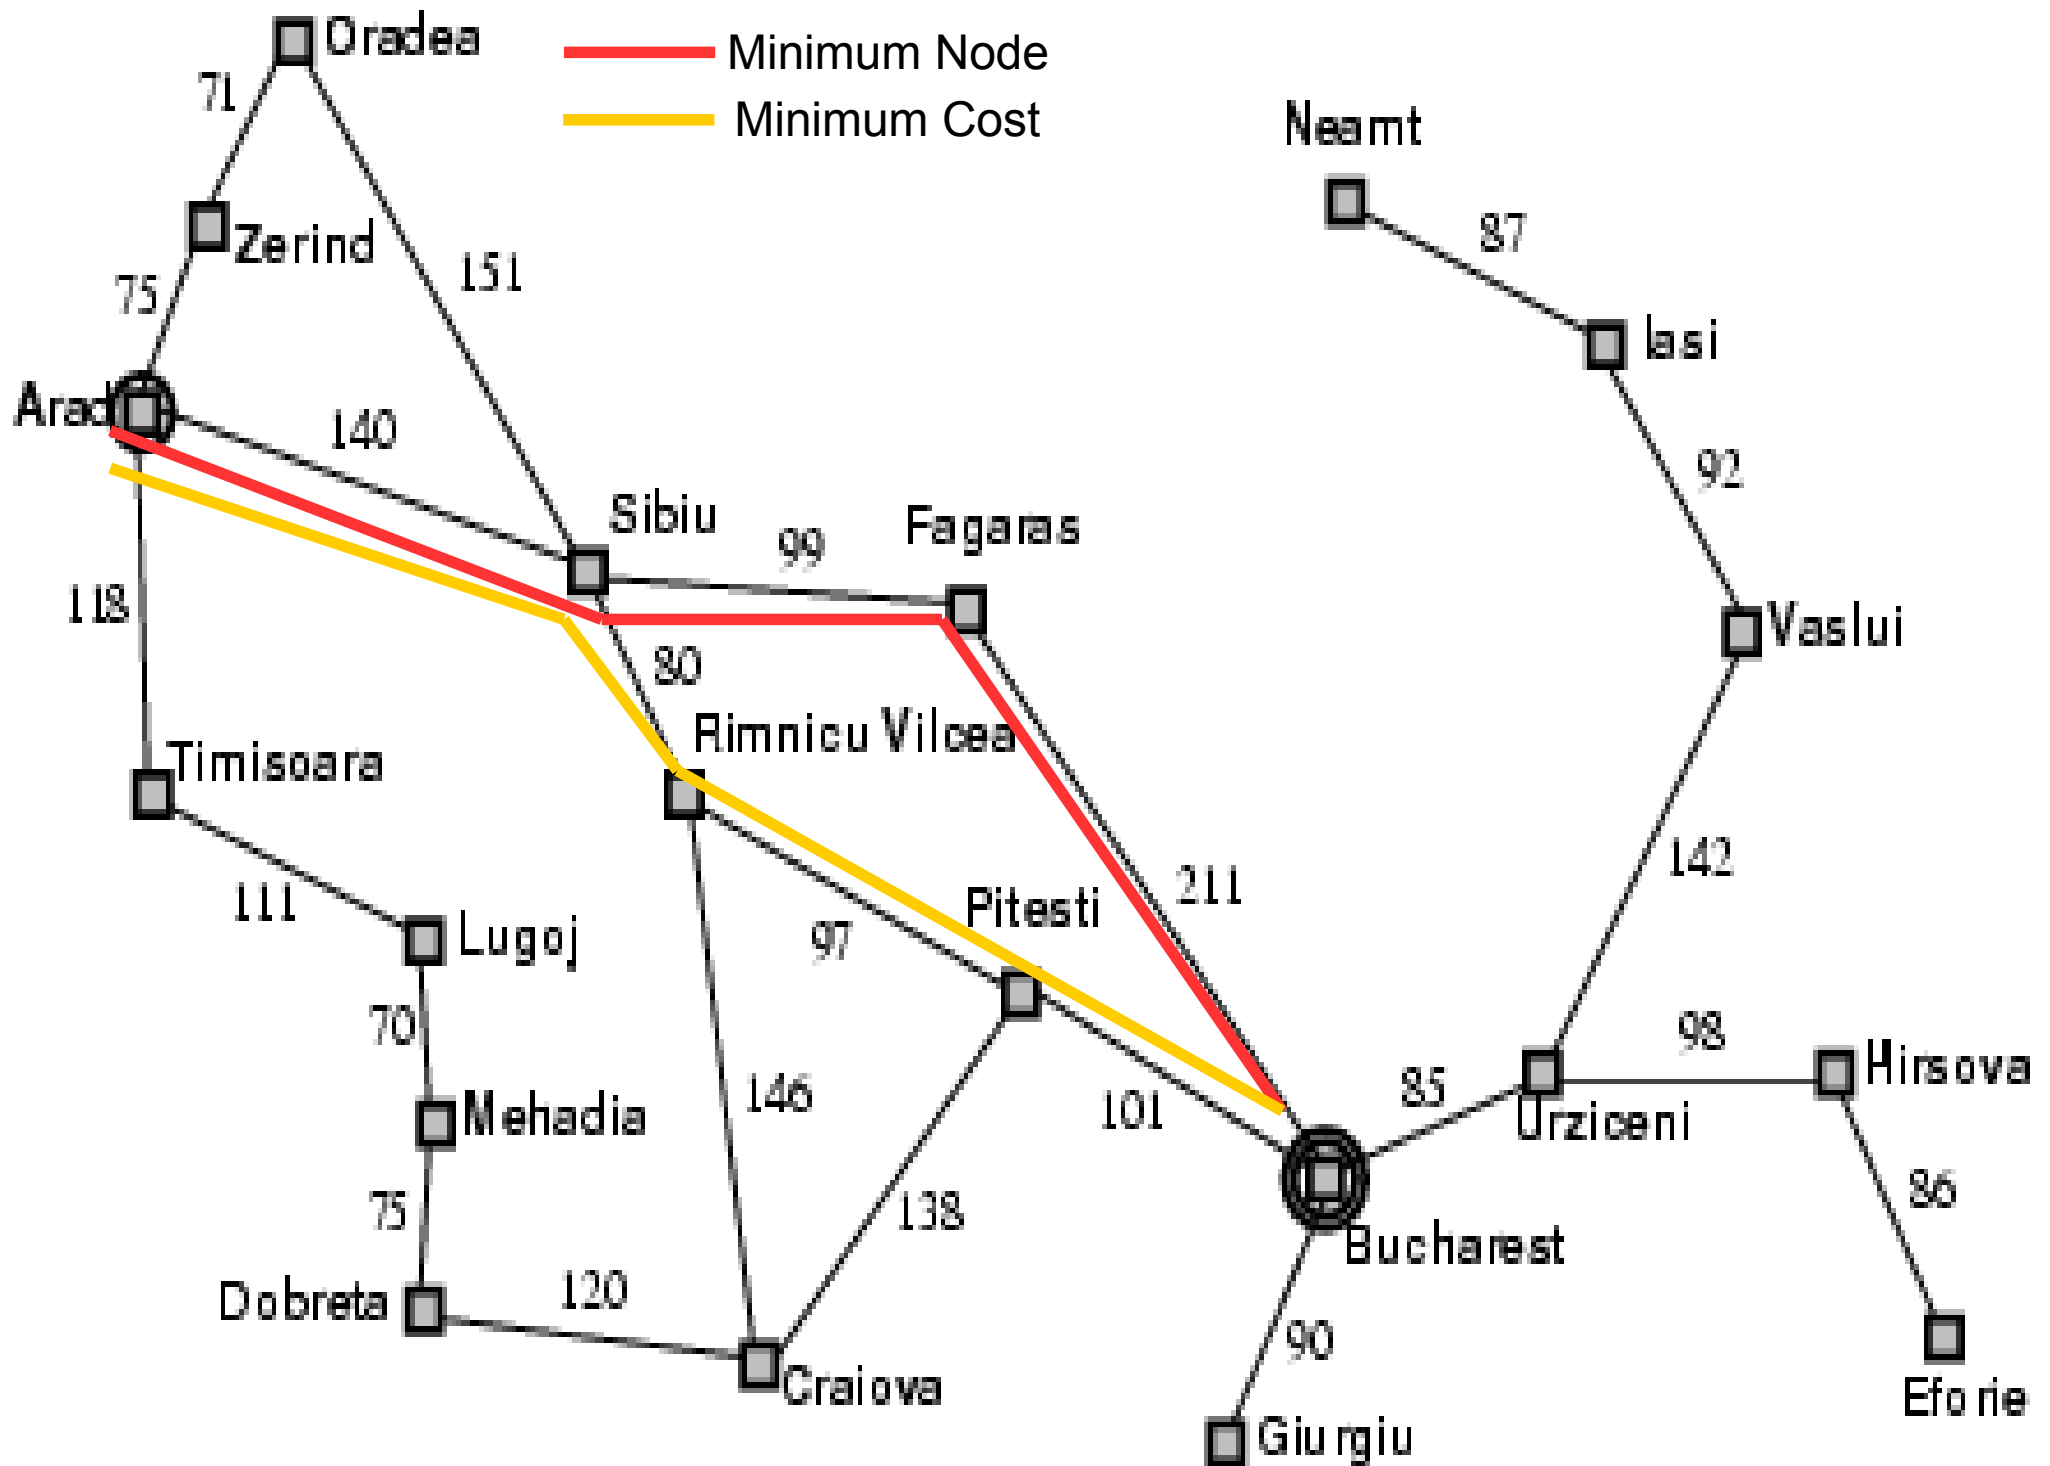 Oradea
Minimum Node
71
Minimum Cost
Neamt
87
Zerind
151
75
Iasi
Arad
140
92
Sibiu
99
Fagaras
118
80
Vaslui
Rimnicu Vilcea
Timisoara
142
211
111
Pitesti
97
Lugoj
70
98
146
85
Hirsova
101
Mehadia
Urziceni
86
75
138
Bucharest
120
Dobreta
90
Craiova
Eforie
Giurgiu